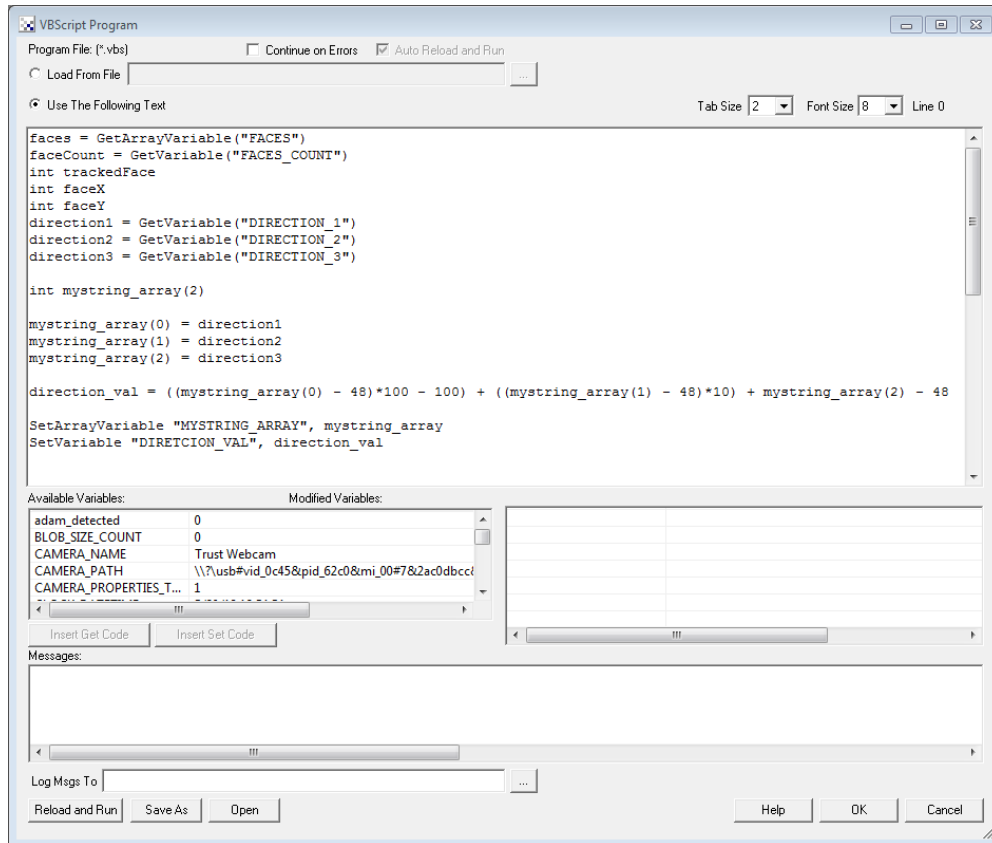 VBScript Program
Program File: (*.vbs)
Continue on Errors
Auto Reload and Run
Load From File
...
Use The Following Text
Tab Size 2 Font Size 8 Line 0
faces = GetArrayVariable("FACES")
faceCount = GetVariable("FACES_COUNT")
int trackedFace
int faceX
int faceY
direction1 = GetVariable("DIRECTION_1")
direction2 = GetVariable("DIRECTION_2")
direction3 = GetVariable("DIRECTION_3")
int mystring_array(2)
mystring_array(0) = direction1
mystring_array(1) = direction2
mystring_array(2) = direction3
direction_val = ((mystring_array(0) - 48)*100 - 100) + ((mystring_array(1) - 48)*10) + mystring_array(2) - 48
SetArrayVariable "MYSTRING_ARRAY", mystring_array
SetVariable "DIRETCION_VAL", direction_val
Available Variables:
Modified Variables:
adam_detected 0
BLOB_SIZE_COUNT 0
CAMERA_NAME Trust Webcam
CAMERA_PATH \\?\usb#vid_0c45&pid_62c0&mi_00#7&2ac0dbcc&
CAMERA_PROPERTIES_T... 1
Insert Get Code
Insert Set Code
Messages:
Log Msgs To
...
Reload and Run
Save As
Open
Help
OK
Cancel